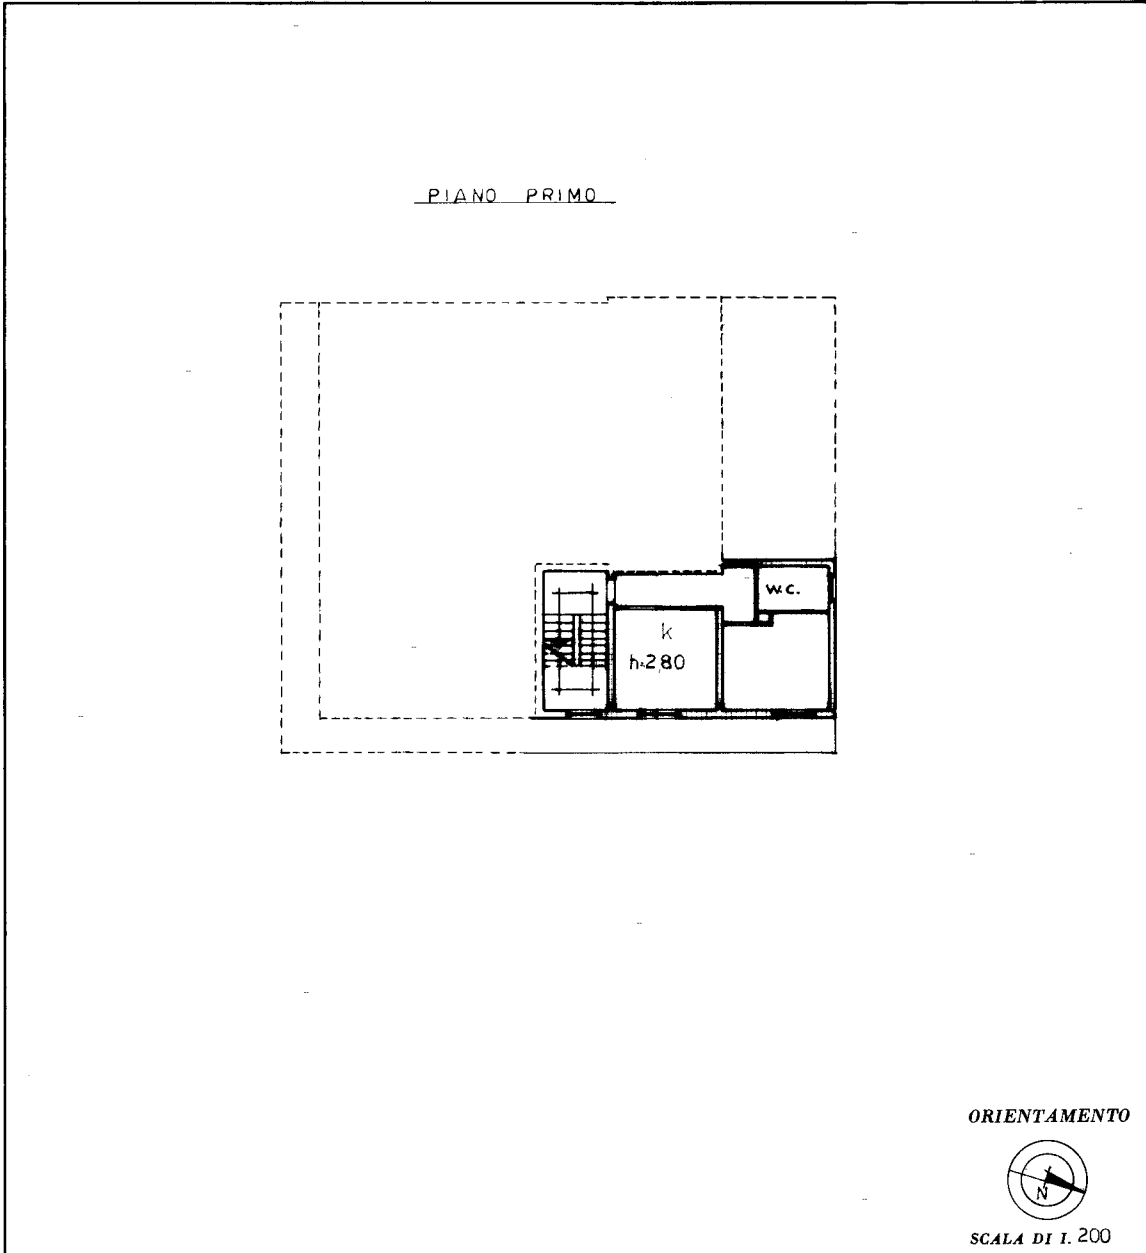 PIANO PRIMO
w.c.
k
h=2,80
ORIENTAMENTO
N
SCALA DI 1. 200